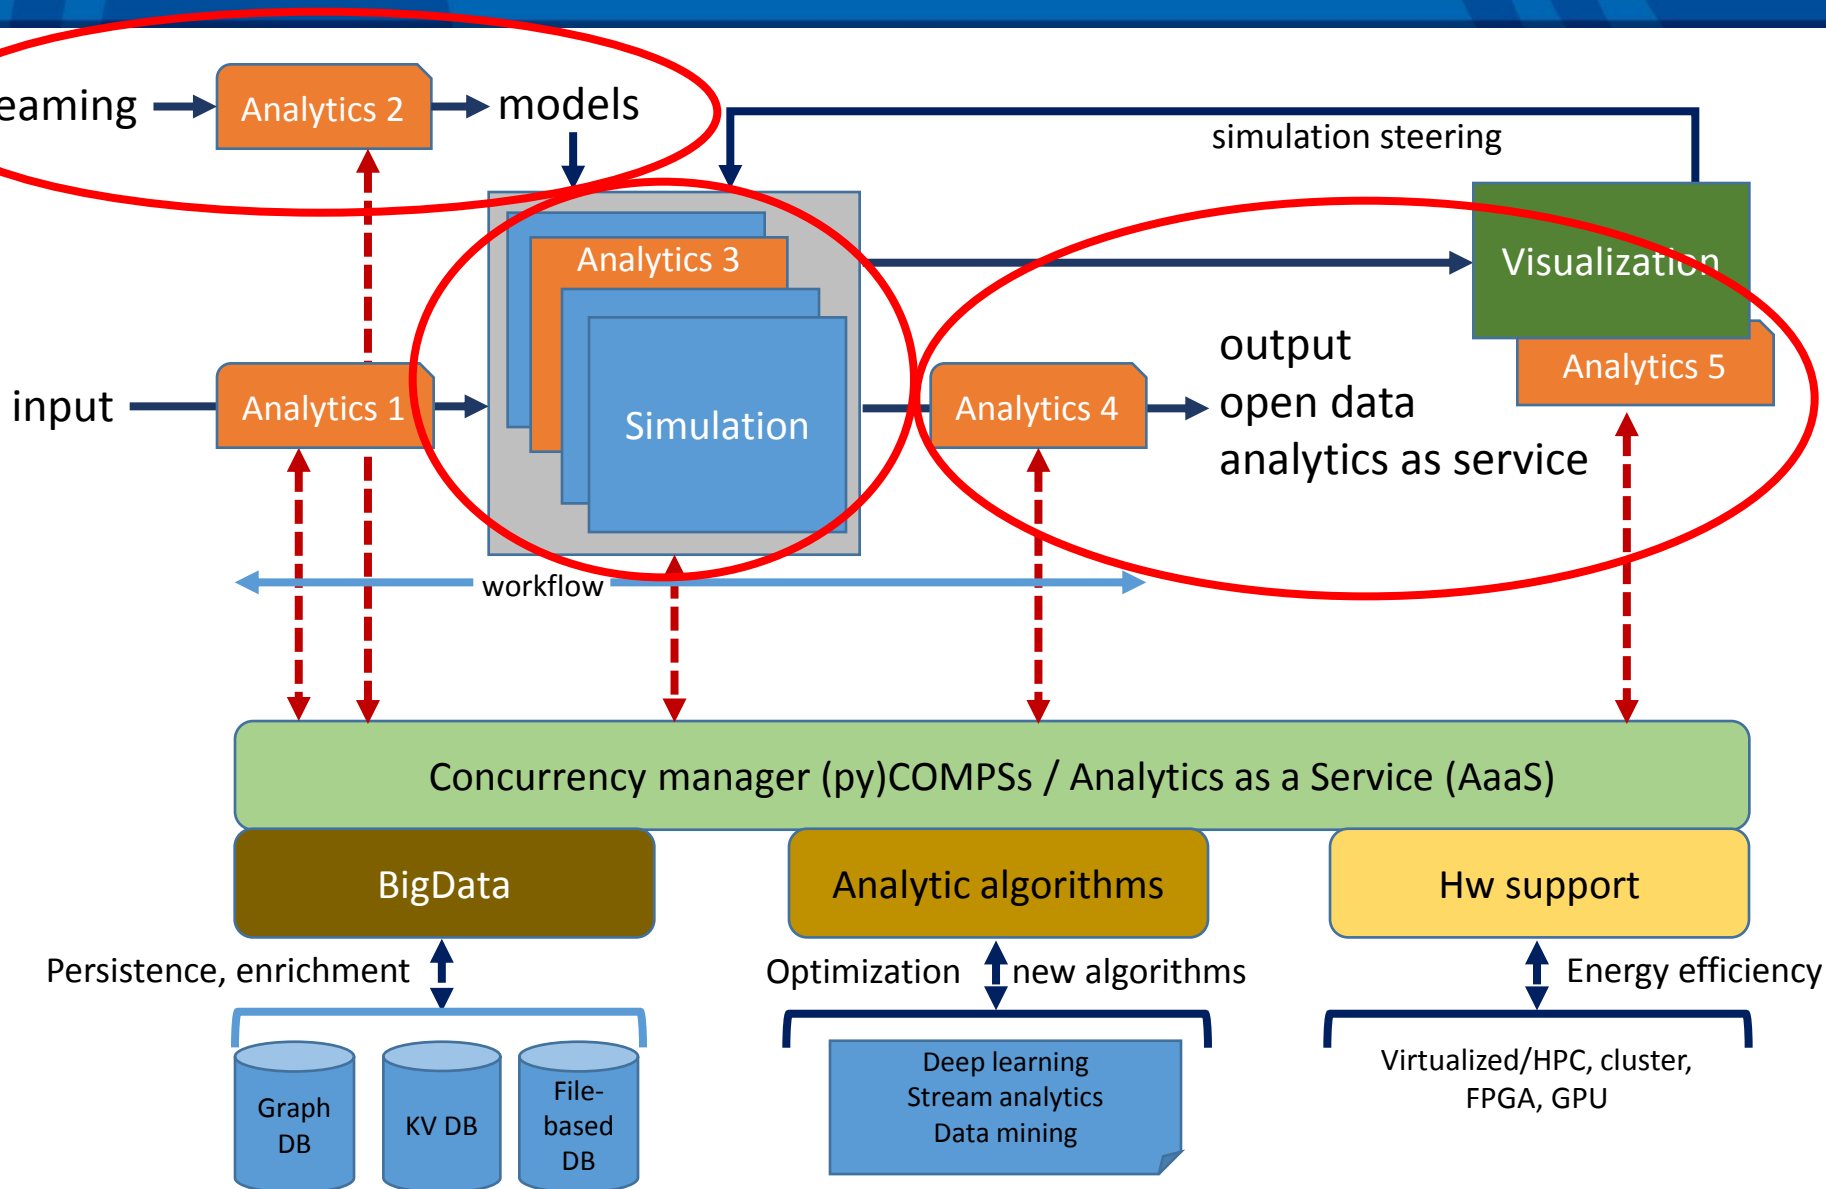 Analytics 2
models
simulation steering
Analytics 3
Visualization
output
Analytics 5
input
Analytics 1
Simulation
Analytics 4
open data
analytics as service
workflow
Concurrency manager (py)COMPSs / Analytics as a Service (AaaS)
BigData
Analytic algorithms
Hw support
Persistence, enrichment
Optimization
new algorithms
Energy efficiency
Graph
DB
KV DB
File-
based
DB
Deep learning
Stream analytics
Data mining
Virtualized/HPC, cluster,
FPGA, GPU